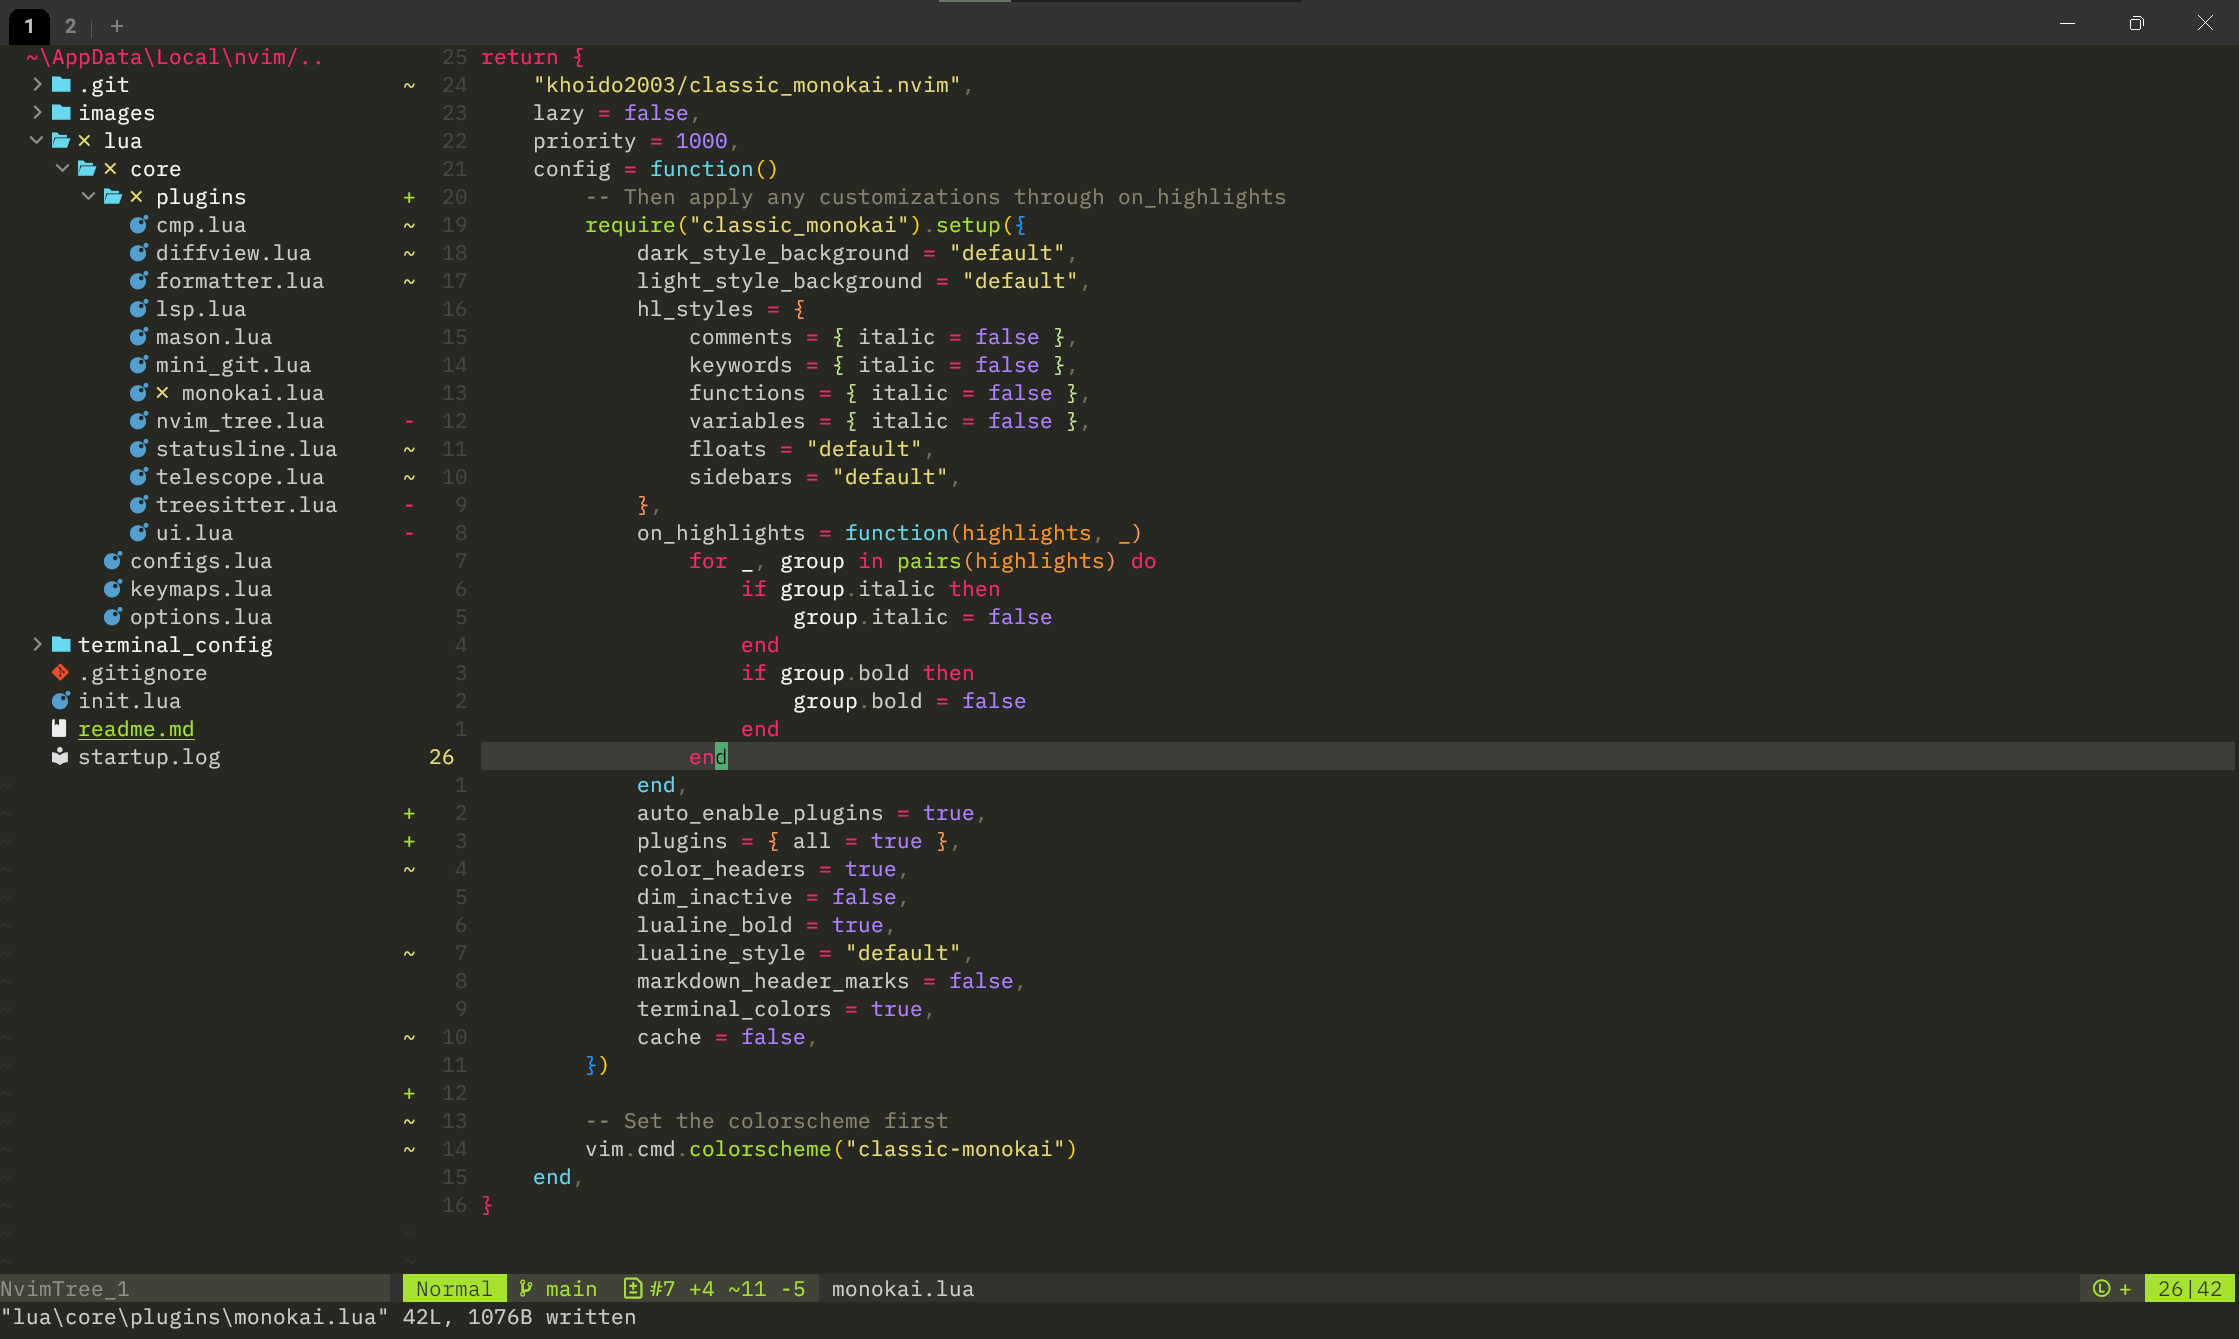 1 2 +
~\AppData\Local\nvim/..
.git
images
lua
core
plugins
cmp.lua
diffview.lua
formatter.lua
lsp.lua
mason.lua
mini_git.lua
monokai.lua
nvim_tree.lua
statusline.lua
telescope.lua
treesitter.lua
ui.lua
configs.lua
keymaps.lua
options.lua
terminal_config
.gitignore
init.lua
readme.md
startup.log
25 return {
~ 24 "khoido2003/classic_monokai.nvim",
23 lazy = false,
22 priority = 1000,
21 config = function()
+ 20 -- Then apply any customizations through on_highlights
~ 19 require("classic_monokai").setup({
~ 18 dark_style_background = "default",
~ 17 light_style_background = "default",
16 hl_styles = {
15 comments = { italic = false },
14 keywords = { italic = false },
13 functions = { italic = false },
- 12 variables = { italic = false },
~ 11 floats = "default",
~ 10 sidebars = "default",
- 9 },
- 8 on_highlights = function(highlights, _)
7 for _, group in pairs(highlights) do
6 if group.italic then
5 group.italic = false
4 end
3 if group.bold then
2 group.bold = false
1 end
26 end
1 end,
+ 2 auto_enable_plugins = true,
+ 3 plugins = { all = true },
~ 4 color_headers = true,
5 dim_inactive = false,
6 lualine_bold = true,
~ 7 lualine_style = "default",
8 markdown_header_marks = false,
9 terminal_colors = true,
~ 10 cache = false,
11 })
+ 12
~ 13 -- Set the colorscheme first
~ 14 vim.cmd.colorscheme("classic-monokai")
15 end,
16 }
NvimTree_1 Normal main #7 +4 ~11 -5 monokai.lua L + 26|42
"lua\core\plugins\monokai.lua" 42L, 1076B written